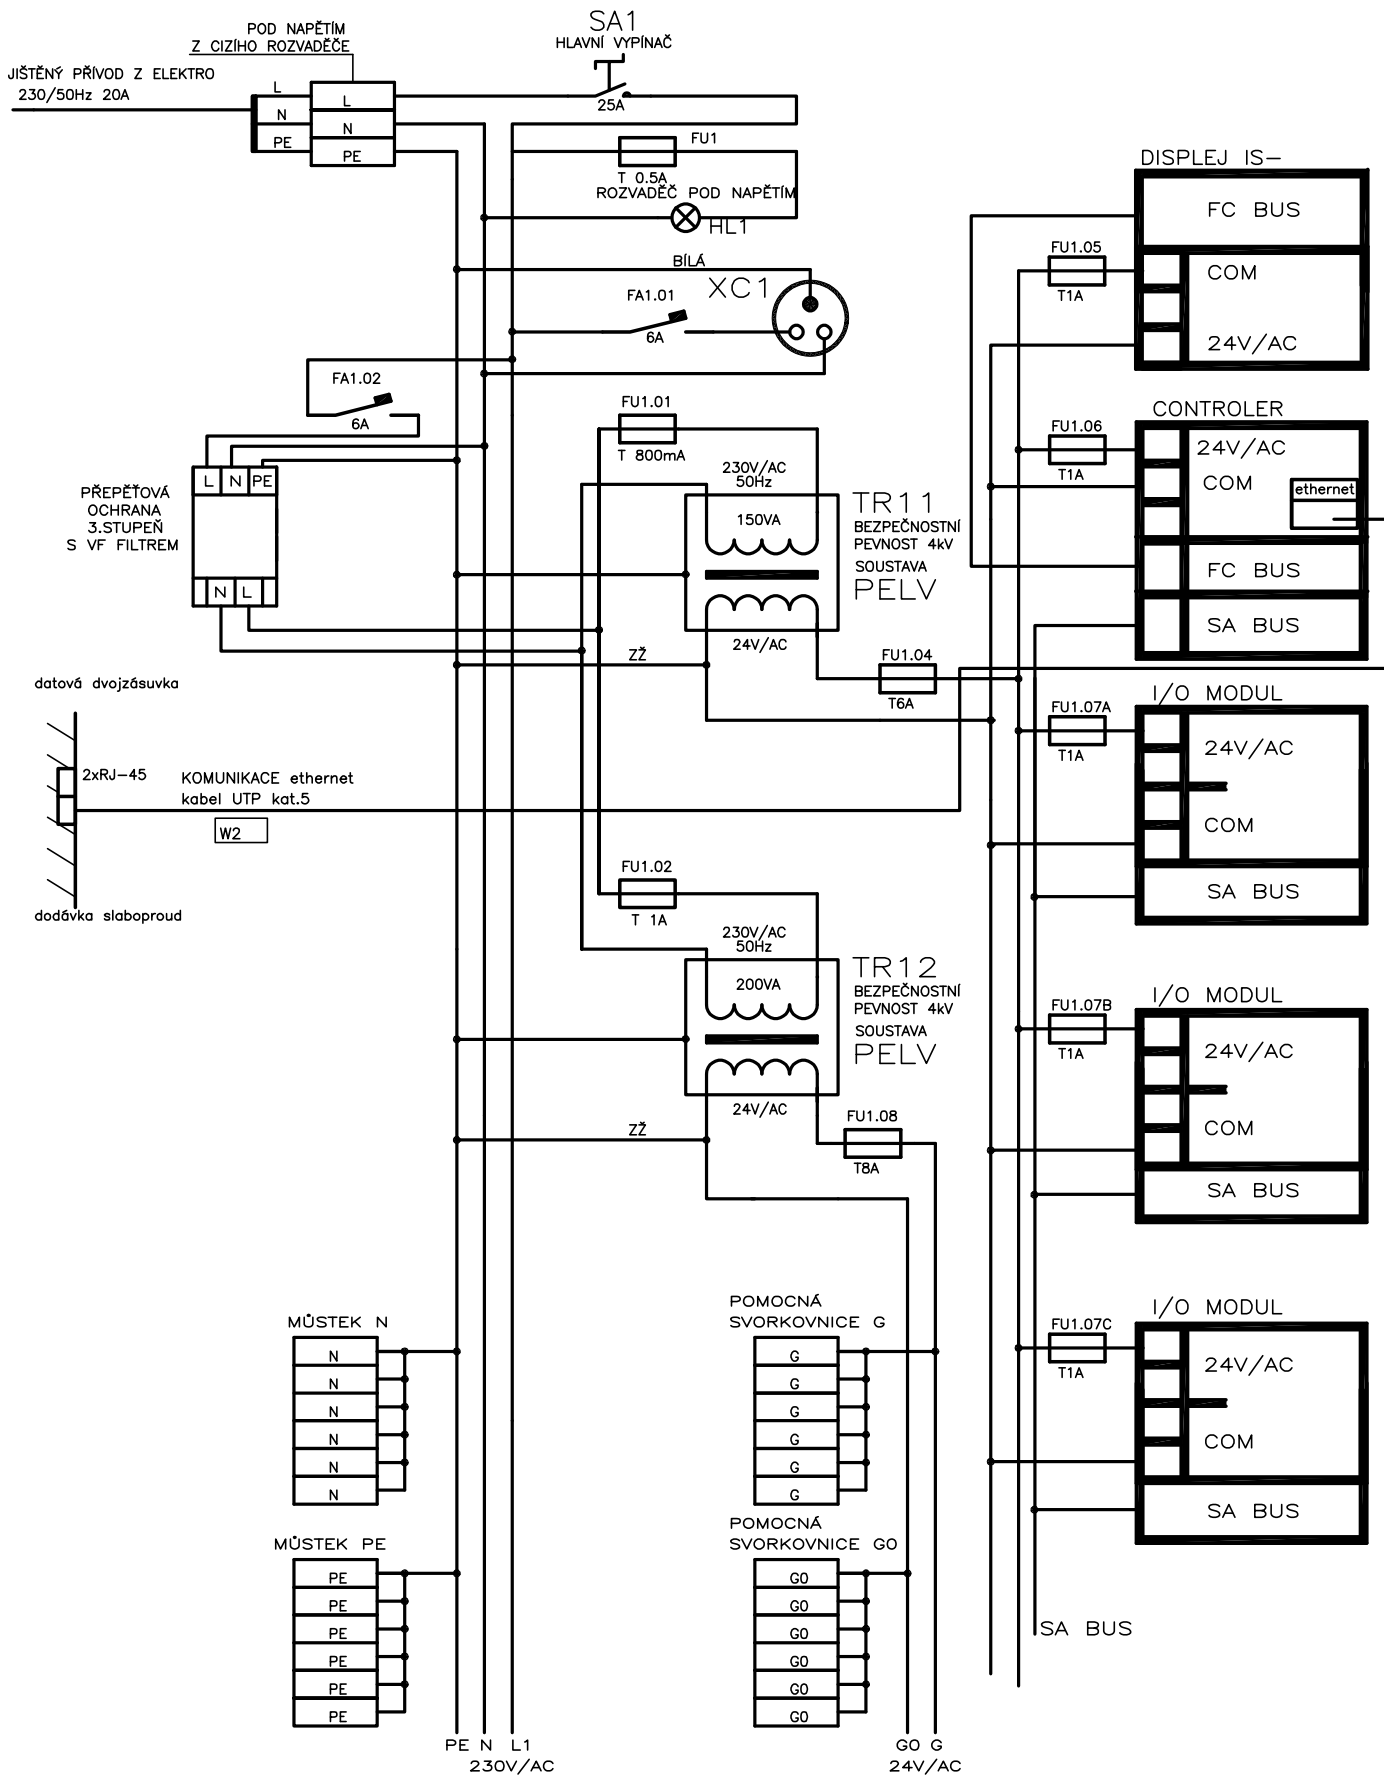 POD NAPĚTÍM
Z CIZÍHO ROZVADĚČE
JIŠTĚNÝ PŘÍVOD Z ELEKTRO
230/50Hz 20A
L
N
PE
L
N
PE
SA1
HLAVNÍ VYPÍNAČ
25A
FU1
T 0.5A
ROZVADĚČ POD NAPĚTÍM
HL1
BÍLÁ
XC1
FA1.01
6A
FA1.02
6A
L N PE
PŘEPĚŤOVÁ
OCHRANA
3.STUPEŇ
S VF FILTREM
N L
FU1.01
T 800mA
230V/AC
50Hz
150VA
24V/AC
TR11
BEZPEČNOSTNÍ
PEVNOST 4kV
SOUSTAVA
PELV
ZŽ
FU1.04
T6A
datová dvojzásuvka
2xRJ-45
KOMUNIKACE ethernet
kabel UTP kat.5
W2
dodávka slaboproud
FU1.02
T 1A
230V/AC
50Hz
200VA
24V/AC
TR12
BEZPEČNOSTNÍ
PEVNOST 4kV
SOUSTAVA
PELV
ZŽ
FU1.08
T8A
MŮSTEK N
N
N
N
N
N
N
MŮSTEK PE
PE
PE
PE
PE
PE
PE
PE N L1
230V/AC
POMOCNÁ
SVORKOVNICE G
G
G
G
G
G
G
POMOCNÁ
SVORKOVNICE G0
G0
G0
G0
G0
G0
G0
G0 G
24V/AC
DISPLEJ IS-
FC BUS
FU1.05
T1A
COM
24V/AC
CONTROLER
FU1.06
T1A
24V/AC
COM
ethernet
FC BUS
SA BUS
I/O MODUL
FU1.07A
T1A
24V/AC
COM
SA BUS
I/O MODUL
FU1.07B
T1A
24V/AC
COM
SA BUS
I/O MODUL
FU1.07C
T1A
24V/AC
COM
SA BUS
SA BUS